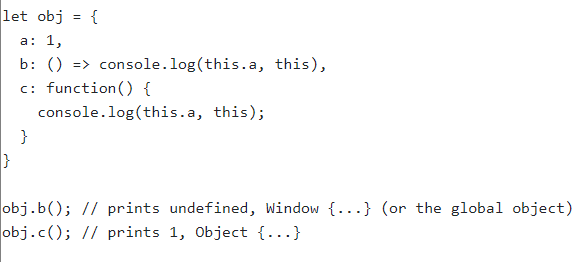 let obj = {
  a: 1,
  b: () => console.log(this.a, this),
  c: function() {
    console.log(this.a, this);
  }
}

obj.b(); // prints undefined, Window {...} (or the global object)
obj.c(); // prints 1, Object {...}